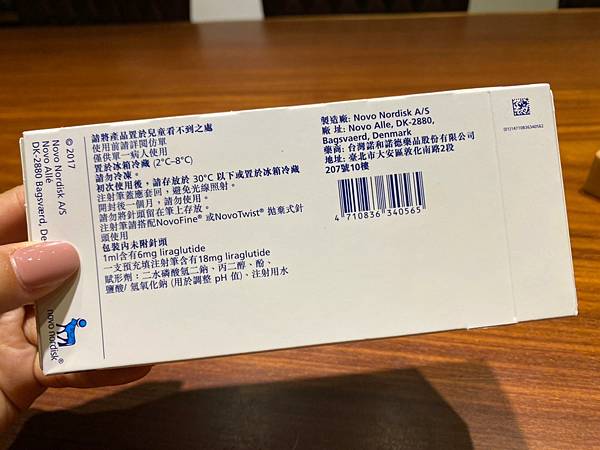 請將產品置於兒童看不到之處
使用前請詳閱仿單
僅供單一病人使用
置於冰箱冷藏 (2°C–8°C)
請勿冷凍。
初次使用後，請存放於 30°C 以下或置於冰箱冷藏
注射筆蓋應套回，避免光線照射。
開封後一個月，請勿使用。
請勿將針頭留在筆上存放。
注射筆請搭配NovoFine® 或NovoTwist® 拋棄式針
頭使用
包裝內未附針頭
1ml含有6mg liraglutide
一支預充填注射筆含有18mg liraglutide
賦形劑：二水磷酸氫二鈉、丙二醇、酚、
鹽酸/ 氫氧化鈉 (用於調整 pH 值)、注射用水
製造廠: Novo Nordisk A/S
廠 址: Novo Alle, DK-2880,
Bagsvaerd, Denmark
藥商: 台灣諾和諾德藥品股份有限公司
地址: 臺北市大安區敦化南路2段
207號10樓
4 710836 340565
(01)14710836340562
© 2017
Novo Nordisk A/S
Novo Allé
DK-2880 Bagsværd, De
novo nordisk®